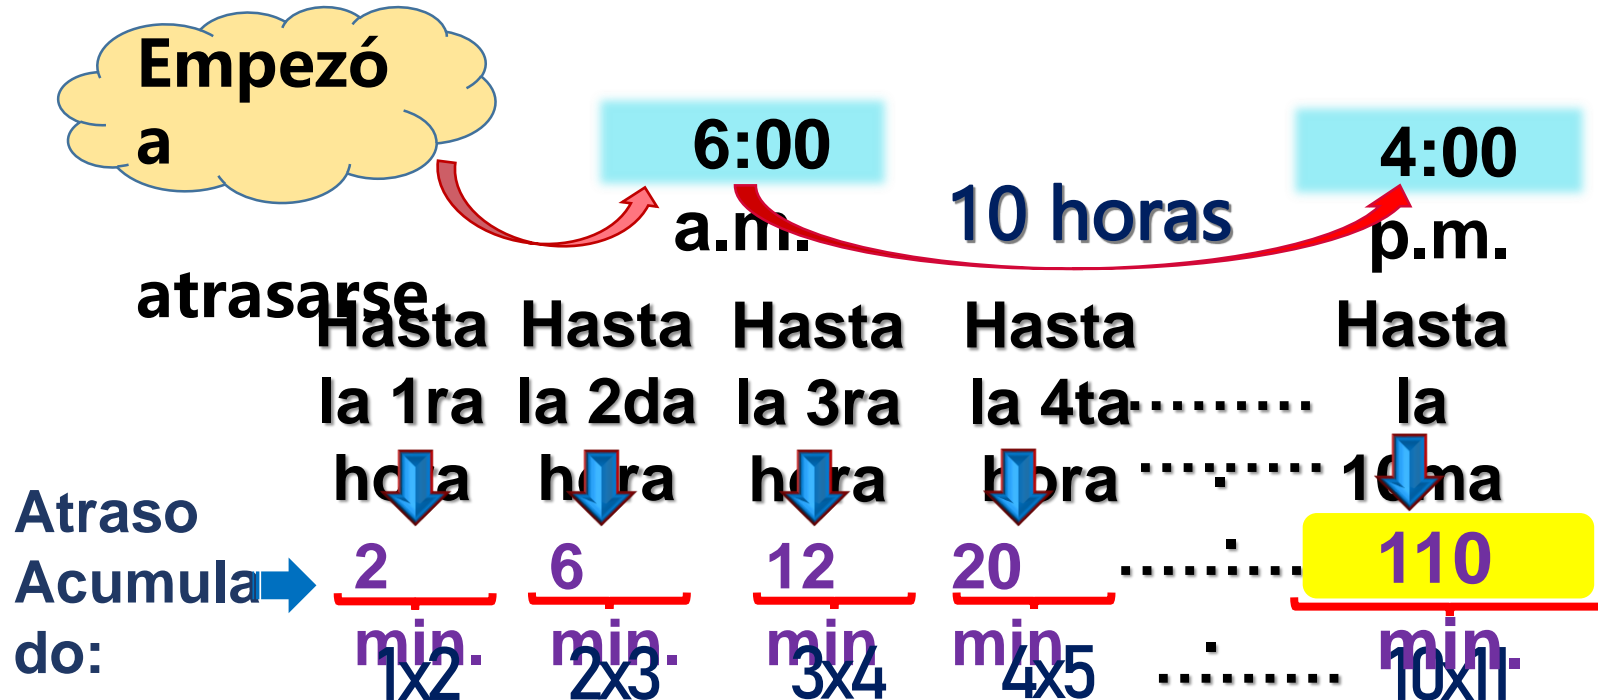 Empezó
a
atrasarse
6:00
a.m.
10 horas
4:00
p.m.
Hasta
la 1ra
hora
Hasta
la 2da
hora
Hasta
la 3ra
hora
Hasta
la 4ta
hora
..........
..........
Hasta
la
10ma
Atraso
Acumula
do:
2
min.
6
min.
12
min
20
min
..........
..........
110
min.
1x2
2x3
3x4
4x5
10x11